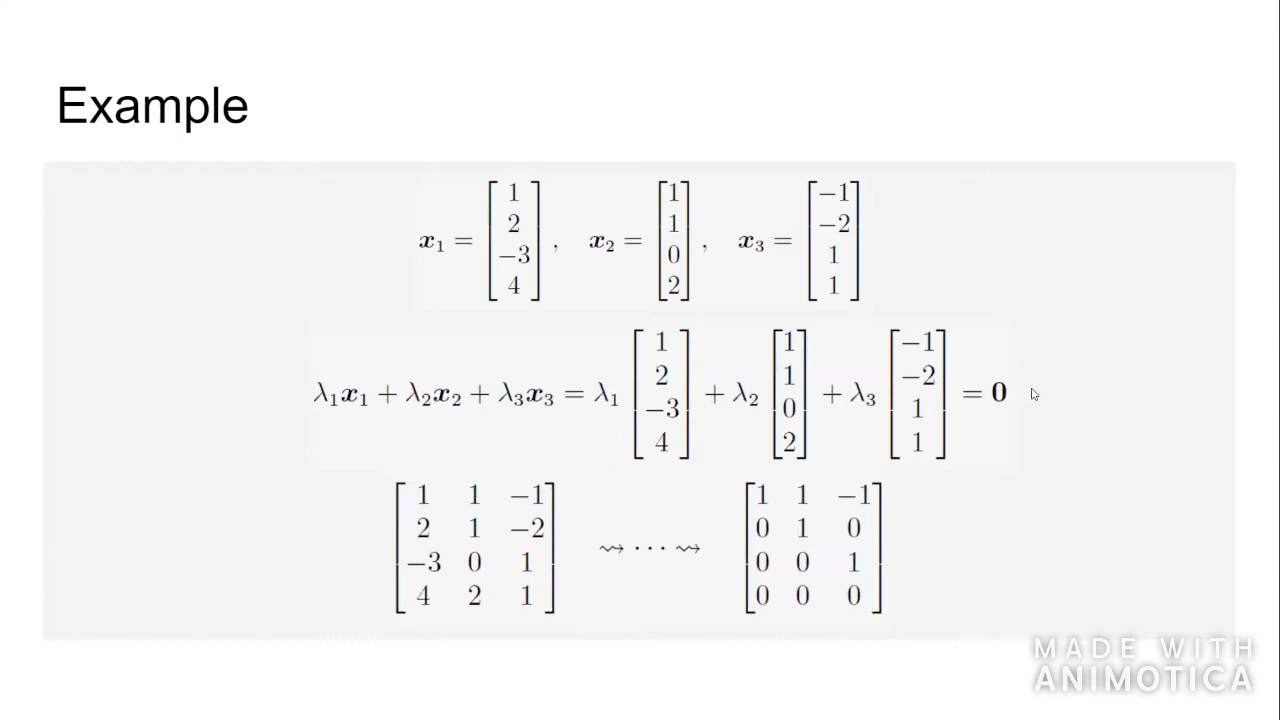 Example
x₁ = [1 2 −3 4], x₂ = [1 1 0 2], x₃ = [−1 −2 1 1]
λ₁x₁ + λ₂x₂ + λ₃x₃ = λ₁ [1 2 −3 4] + λ₂ [1 1 0 2] + λ₃ [−1 −2 1 1] = 0
[1 1 −1
2 1 −2
−3 0 1
4 2 1]
⇝ ⋯ ⇝
[1 1 −1
0 1 0
0 0 1
0 0 0]
MADE WITH
ANIMOTICA